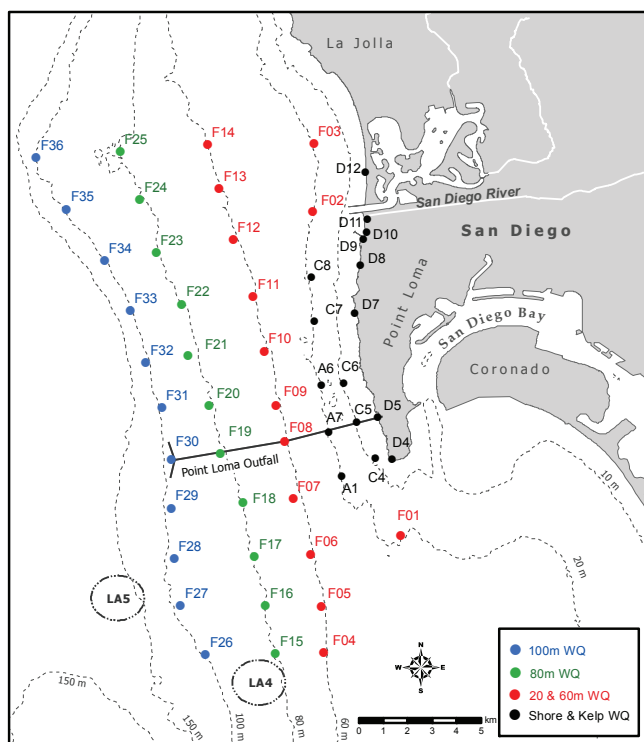 La Jolla
F14
F03
F25
F36
F13
D12
F24
F02
San Diego River
F35
D11
F12
D10
San Diego
F23
D9
F34
C8
D8
F11
Point Loma
F33
F22
C7
D7
San Diego Bay
F10
F32
F21
A6
C6
Coronado
F31
F20
F09
A7
C5
D5
F08
F30
F19
D4
Point Loma Outfall
C4
10 m
F29
F18
F07
A1
F01
F28
F17
F06
20 m
LA5
F27
F16
F05
F26
F15
F04
N
W E
S
LA4
150 m
150 m
100 m
80 m
60 m
0 1 2 3 4 5
km
100m WQ
80m WQ
20 & 60m WQ
Shore & Kelp WQ